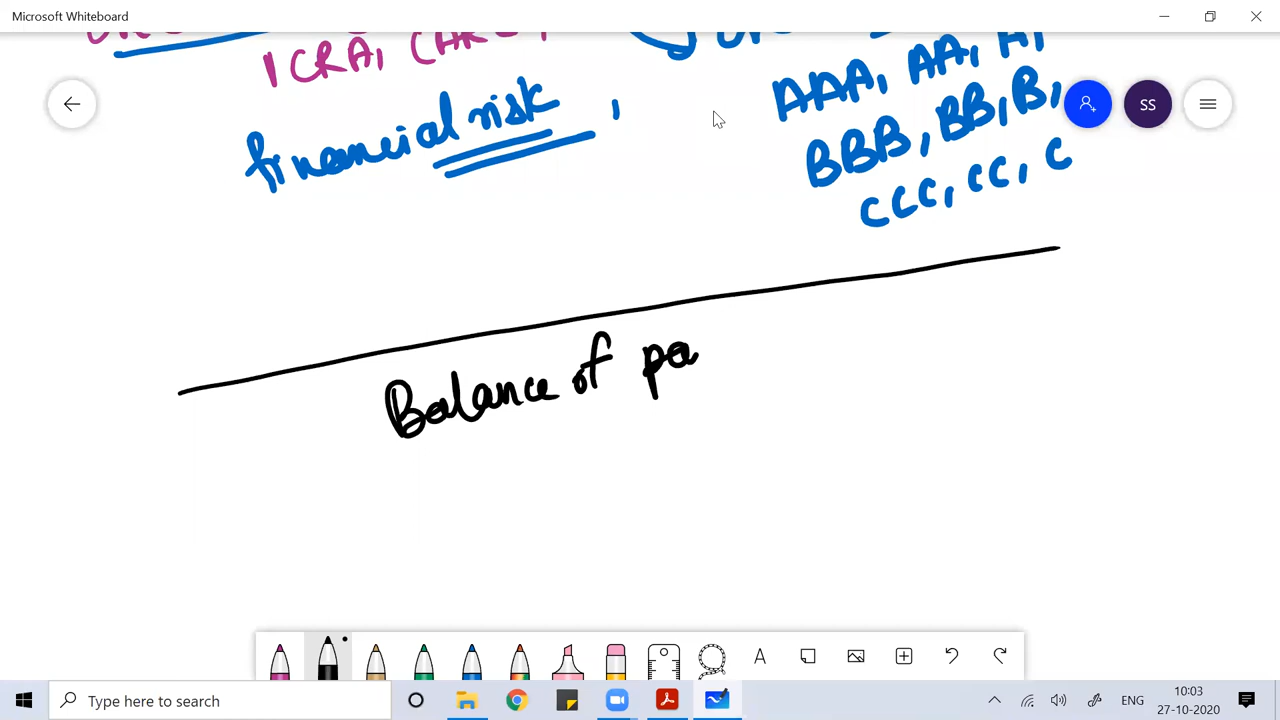 Microsoft Whiteboard
ICRA, CARE,
financial risk,
AAA, AA, A,
BBB, BB, B,
CCC, CC, C
SS
Balance of pa
A
Type here to search
ENG
10:03
27-10-2020